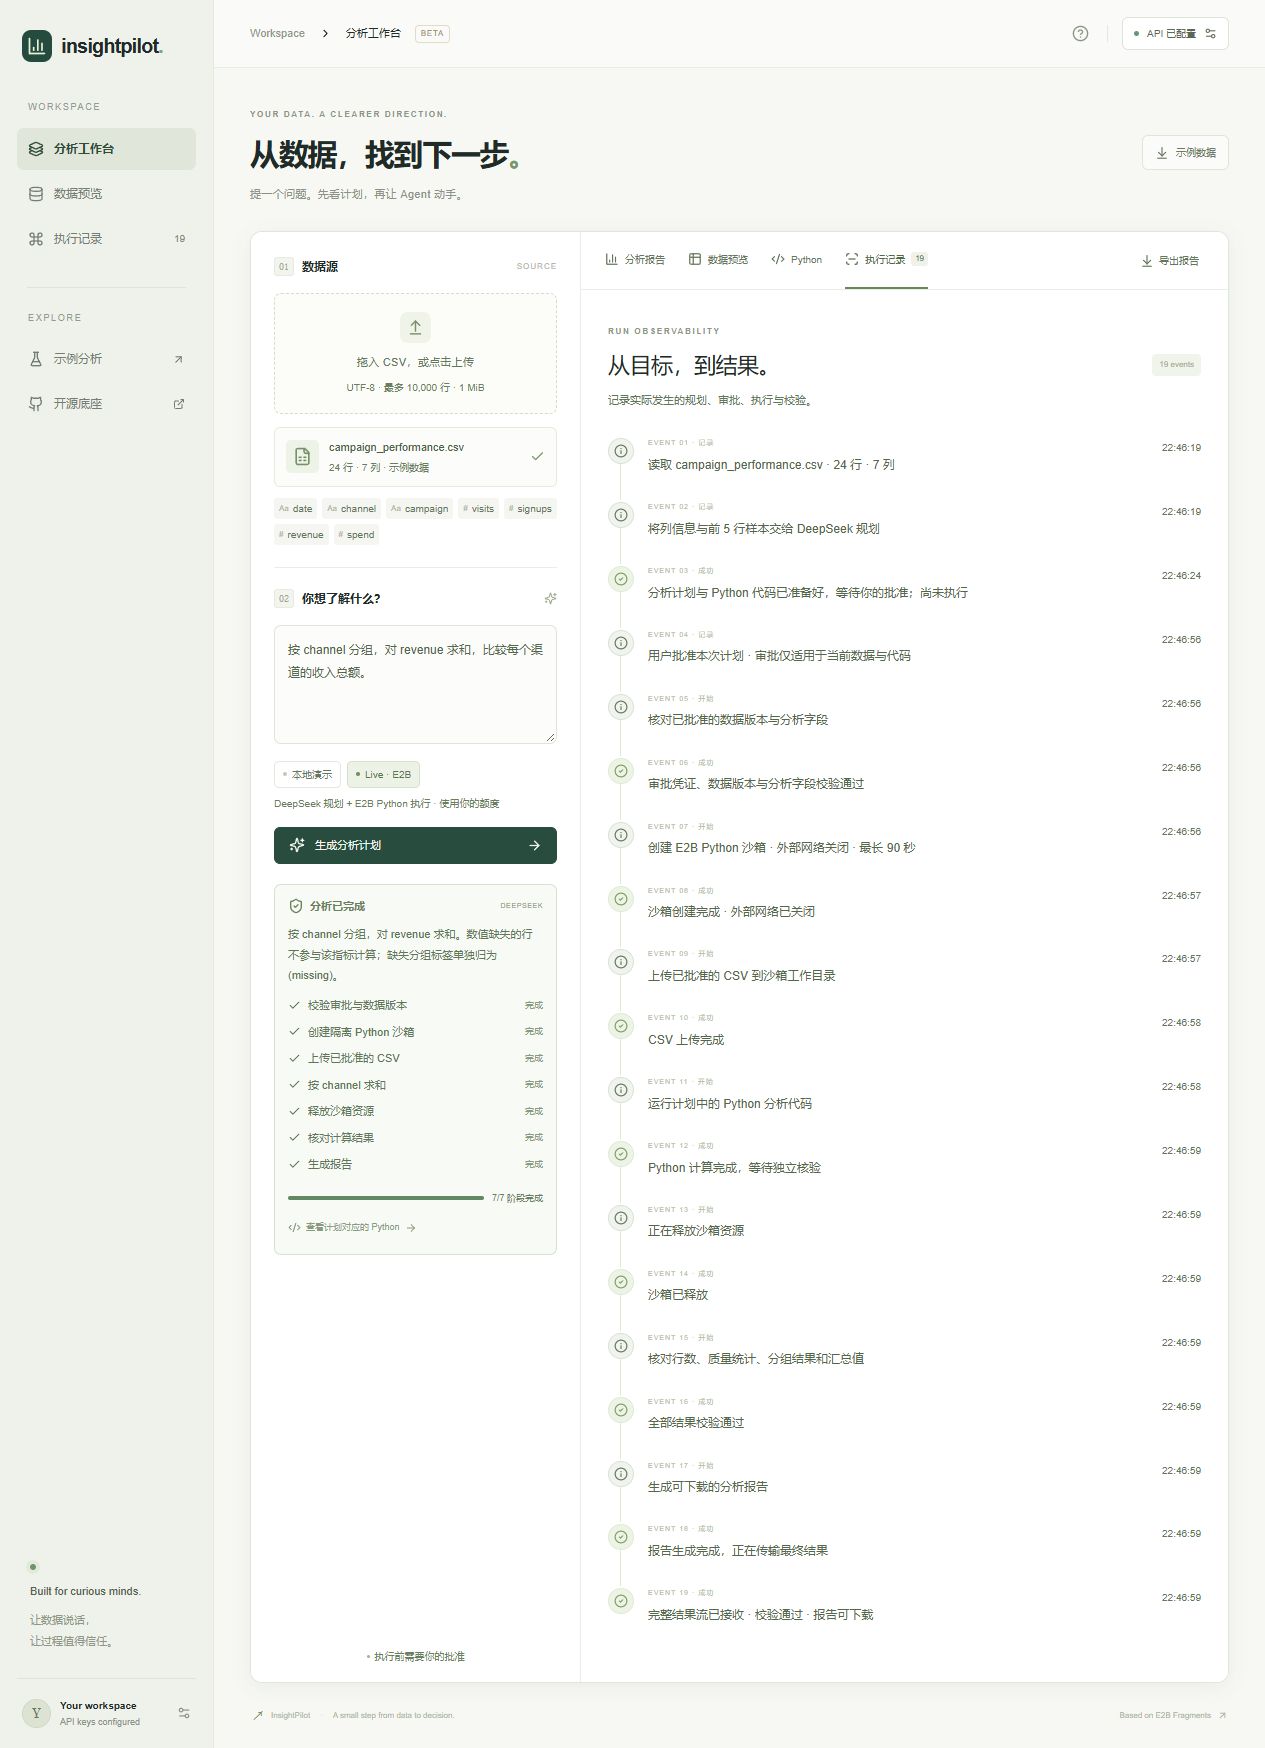 insightpilot.
WORKSPACE
分析工作台
数据预览
执行记录 19
EXPLORE
示例分析
开源底座
Built for curious minds.
让数据说话，
让过程值得信任。
Y
Your workspace
API keys configured
Workspace > 分析工作台 BETA
API 已配置
YOUR DATA. A CLEARER DIRECTION.
从数据，找到下一步。
提一个问题。先看计划，再让 Agent 动手。
示例数据
01 数据源 SOURCE
拖入 CSV，或点击上传
UTF-8 · 最多 10,000 行 · 1 MiB
campaign_performance.csv
24 行 · 7 列 · 示例数据
Aa date Aa channel Aa campaign # visits # signups
# revenue # spend
02 你想了解什么？
按 channel 分组，对 revenue 求和，比较每个渠
道的收入总额。
本地演示 Live · E2B
DeepSeek 规划 + E2B Python 执行 · 使用你的额度
生成分析计划
分析已完成 DEEPSEEK
按 channel 分组，对 revenue 求和。数值缺失的行
不参与该指标计算；缺失分组标签单独归为
(missing)。
校验审批与数据版本 完成
创建隔离 Python 沙箱 完成
上传已批准的 CSV 完成
按 channel 求和 完成
释放沙箱资源 完成
核对计算结果 完成
生成报告 完成
7/7 阶段完成
</> 查看计划对应的 Python →
• 执行前需要你的批准
分析报告 数据预览 </> Python 执行记录 19 导出报告
RUN OBSERVABILITY
从目标，到结果。
19 events
记录实际发生的规划、审批、执行与校验。
EVENT 01 · 记录 22:46:19
读取 campaign_performance.csv · 24 行 · 7 列
EVENT 02 · 记录 22:46:19
将列信息与前 5 行样本交给 DeepSeek 规划
EVENT 03 · 成功 22:46:24
分析计划与 Python 代码已准备好，等待你的批准；尚未执行
EVENT 04 · 记录 22:46:56
用户批准本次计划 · 审批仅适用于当前数据与代码
EVENT 05 · 开始 22:46:56
核对已批准的数据版本与分析字段
EVENT 06 · 成功 22:46:56
审批凭证、数据版本与分析字段校验通过
EVENT 07 · 开始 22:46:56
创建 E2B Python 沙箱 · 外部网络关闭 · 最长 90 秒
EVENT 08 · 成功 22:46:57
沙箱创建完成 · 外部网络已关闭
EVENT 09 · 开始 22:46:57
上传已批准的 CSV 到沙箱工作目录
EVENT 10 · 成功 22:46:58
CSV 上传完成
EVENT 11 · 开始 22:46:58
运行计划中的 Python 分析代码
EVENT 12 · 成功 22:46:59
Python 计算完成，等待独立核验
EVENT 13 · 开始 22:46:59
正在释放沙箱资源
EVENT 14 · 成功 22:46:59
沙箱已释放
EVENT 15 · 开始 22:46:59
核对行数、质量统计、分组结果和汇总值
EVENT 16 · 成功 22:46:59
全部结果校验通过
EVENT 17 · 开始 22:46:59
生成可下载的分析报告
EVENT 18 · 成功 22:46:59
报告生成完成，正在传输最终结果
EVENT 19 · 成功 22:46:59
完整结果流已接收 · 校验通过 · 报告可下载
InsightPilot · A small step from data to decision.
Based on E2B Fragments